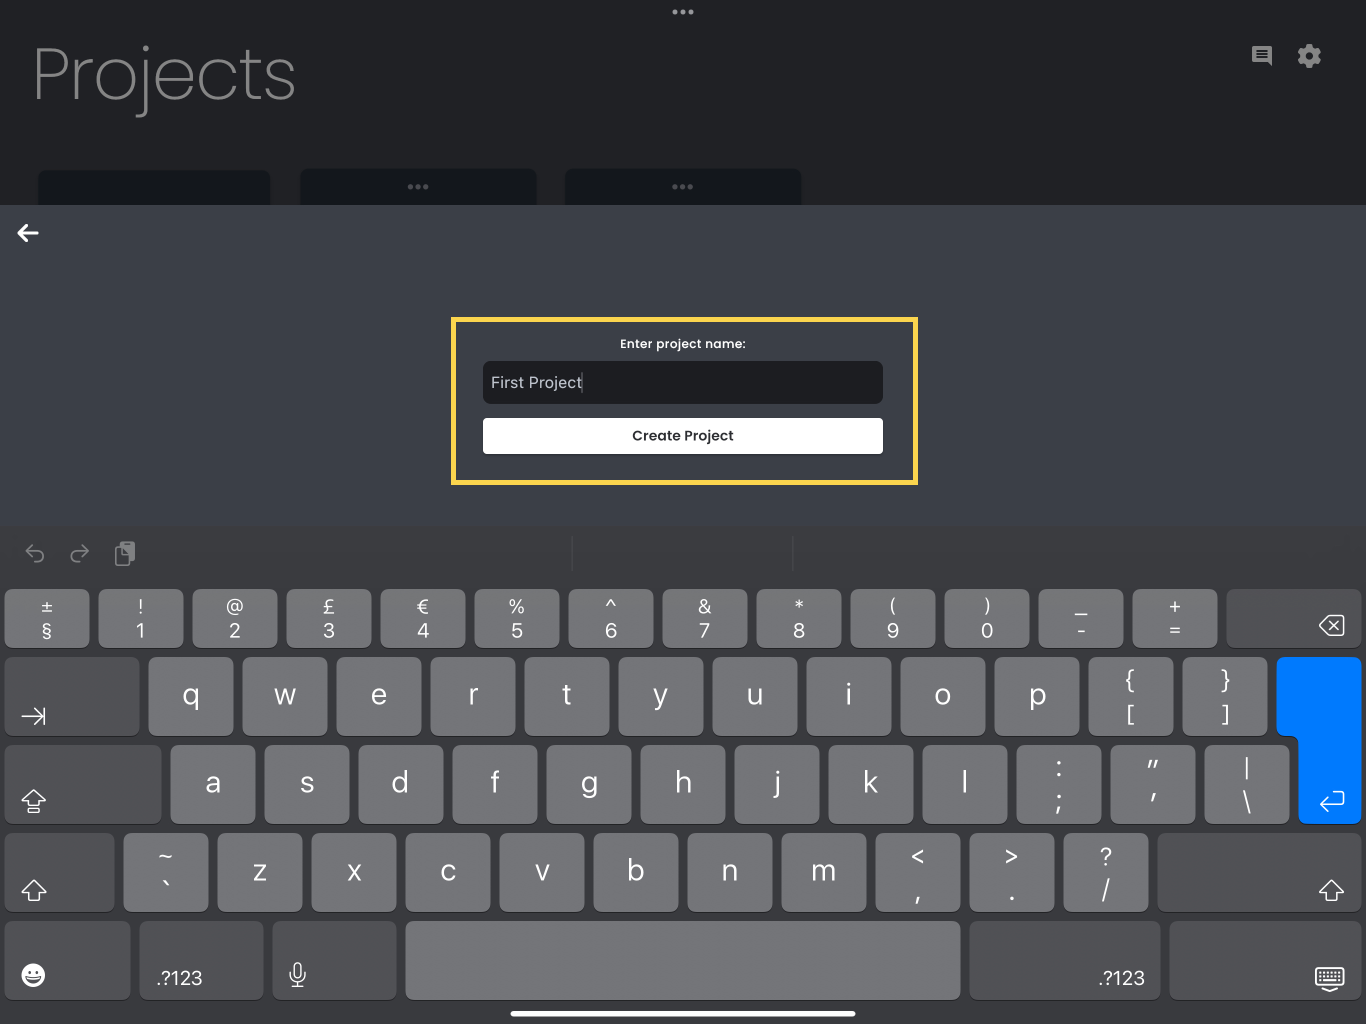 Projects
Enter project name:
First Project
Create Project
± ! @ £ € % ^ & * ( ) _ +
§ 1 2 3 4 5 6 7 8 9 0 - =
q w e r t y u i o p { }
[ ]
a s d f g h j k l : " |
; ' \
~ z x c v b n m < > ?
` , . /
.?123 .?123